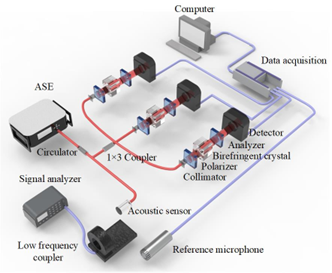 Computer
Data acquisition
ASE
Circulator
1×3 Coupler
Detector
Analyzer
Birefringent crystal
Polarizer
Collimator
Signal analyzer
Acoustic sensor
Low frequency
coupler
Reference microphone